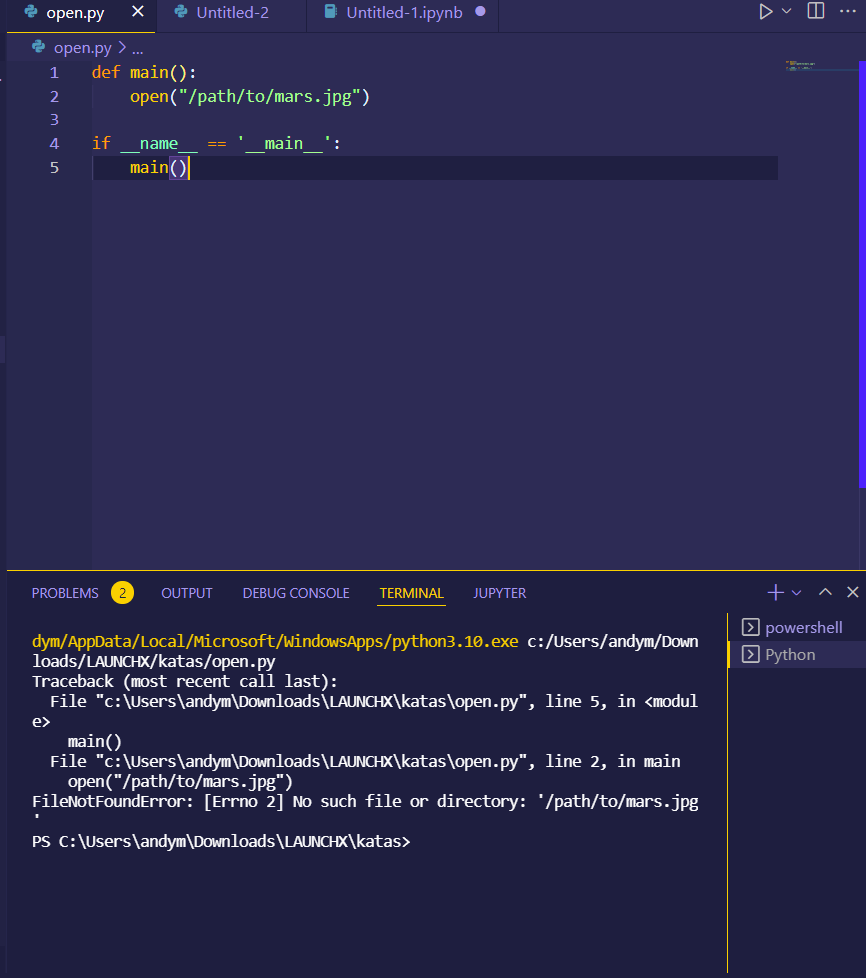 open.py
Untitled-2
Untitled-1.ipynb
open.py > ...
1 def main():
2     open("/path/to/mars.jpg")
3
4 if __name__ == '__main__':
5     main()
PROBLEMS 2 OUTPUT DEBUG CONSOLE TERMINAL JUPYTER
powershell
Python
dym/AppData/Local/Microsoft/WindowsApps/python3.10.exe c:/Users/andym/Down
loads/LAUNCHX/katas/open.py
Traceback (most recent call last):
  File "c:\Users\andym\Downloads\LAUNCHX\katas\open.py", line 5, in <modul
e>
    main()
  File "c:\Users\andym\Downloads\LAUNCHX\katas\open.py", line 2, in main
    open("/path/to/mars.jpg")
FileNotFoundError: [Errno 2] No such file or directory: '/path/to/mars.jpg
'
PS C:\Users\andym\Downloads\LAUNCHX\katas>